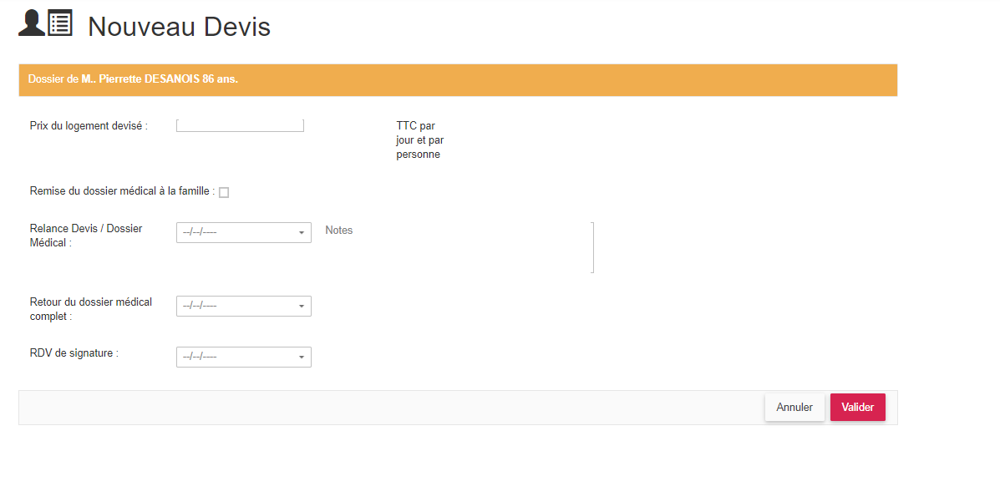 Nouveau Devis
Dossier de M.. Pierrette DESANOIS 86 ans.
Prix du logement devisé :
TTC par
jour et par
personne
Remise du dossier médical à la famille :
Relance Devis / Dossier
Médical :
--/--/----
Notes
Retour du dossier médical
complet :
--/--/----
RDV de signature :
--/--/----
Annuler
Valider